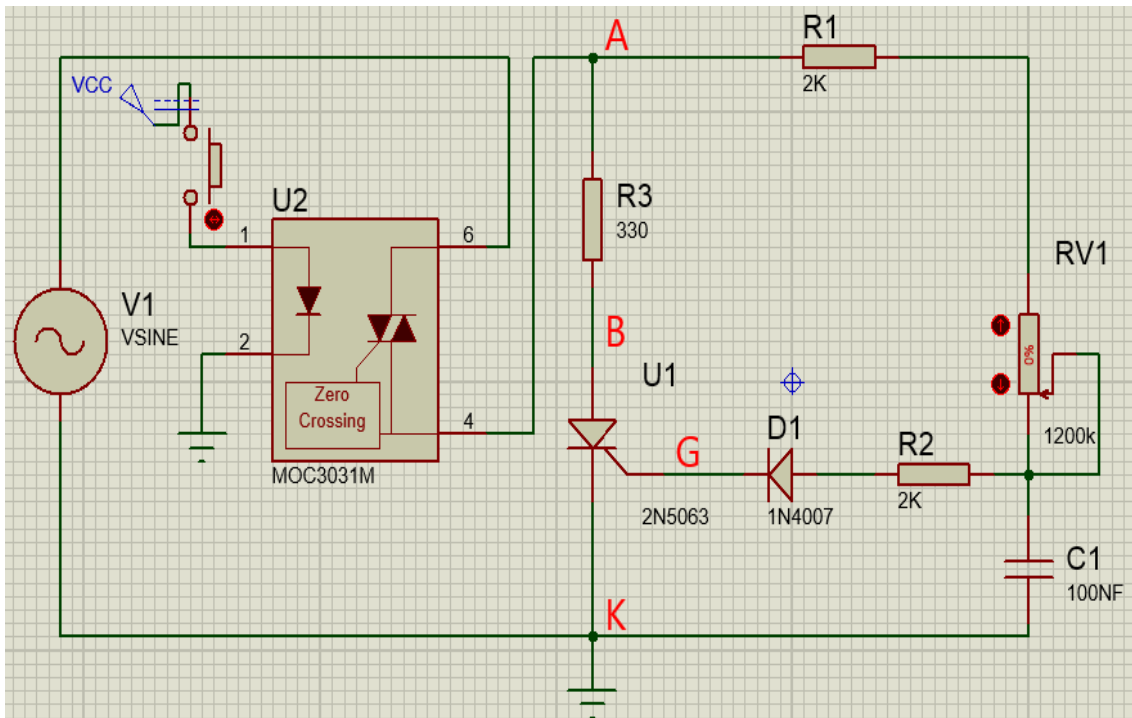 A
R1
2K
VCC
U2
1
6
R3
330
RV1
V1
VSINE
B
0%
2
U1
Zero
Crossing
4
D1
R2
1200k
G
MOC3031M
2N5063
1N4007
2K
C1
100NF
K